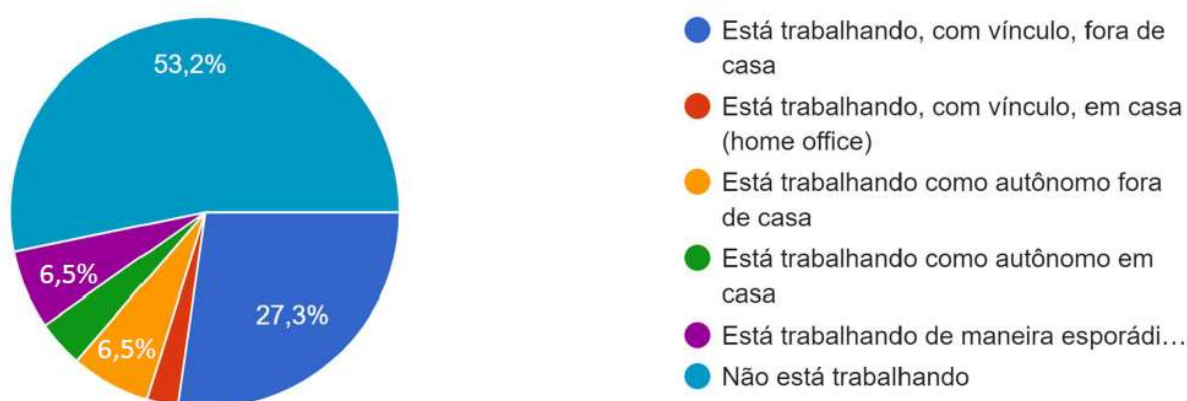 53,2%
6,5%
6,5%
27,3%
Está trabalhando, com vínculo, fora de
casa
Está trabalhando, com vínculo, em casa
(home office)
Está trabalhando como autônomo fora
de casa
Está trabalhando como autônomo em
casa
Está trabalhando de maneira esporádi...
Não está trabalhando